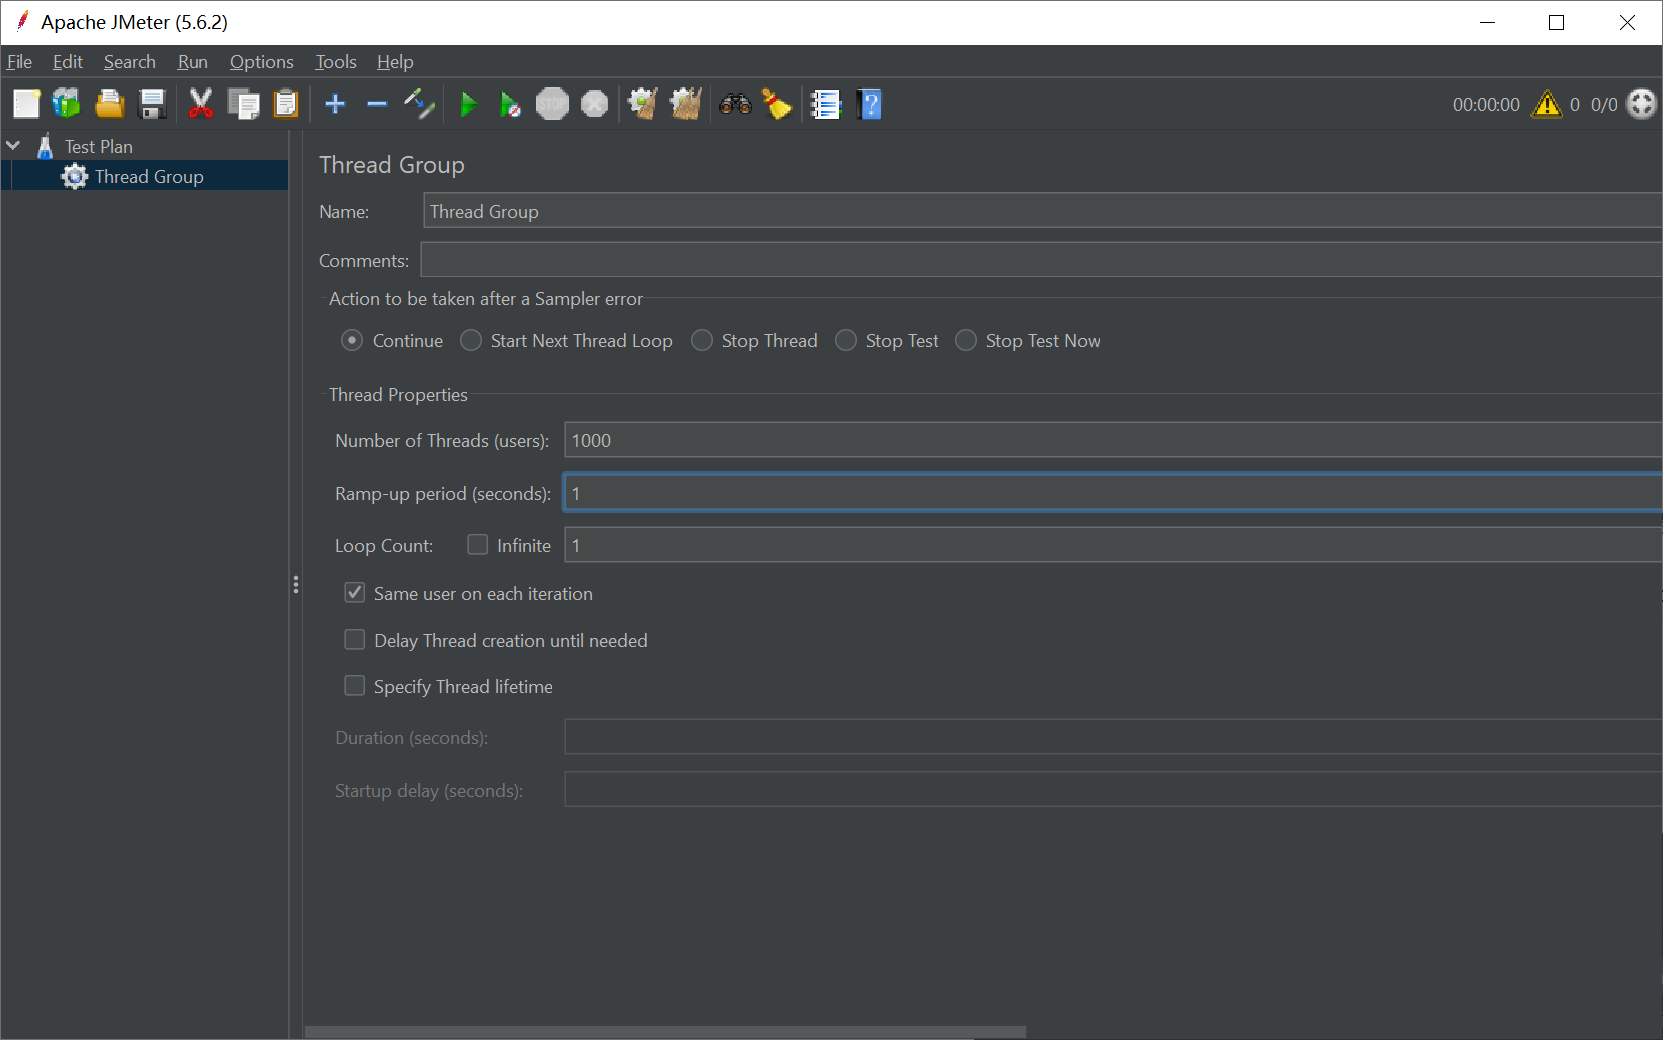 Apache JMeter (5.6.2)
File Edit Search Run Options Tools Help
STOP
?
00:00:00 0 0/0
Test Plan
Thread Group
Thread Group
Name: Thread Group
Comments:
Action to be taken after a Sampler error
Continue Start Next Thread Loop Stop Thread Stop Test Stop Test Now
Thread Properties
Number of Threads (users): 1000
Ramp-up period (seconds): 1
Loop Count: Infinite 1
Same user on each iteration
Delay Thread creation until needed
Specify Thread lifetime
Duration (seconds):
Startup delay (seconds):